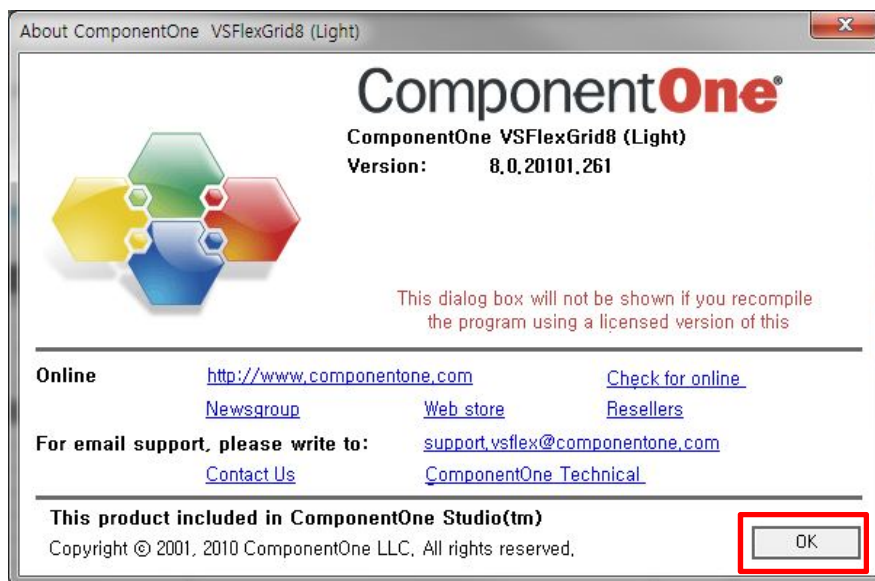 About ComponentOne VSFlexGrid8 (Light)
ComponentOne®
ComponentOne VSFlexGrid8 (Light)
Version: 8.0.20101.261
This dialog box will not be shown if you recompile
the program using a licensed version of this
Online http://www.componentone.com Check for online
Newsgroup Web store Resellers
For email support, please write to: support.vsflex@componentone.com
Contact Us ComponentOne Technical
This product included in ComponentOne Studio(tm)
Copyright © 2001, 2010 ComponentOne LLC. All rights reserved.
OK